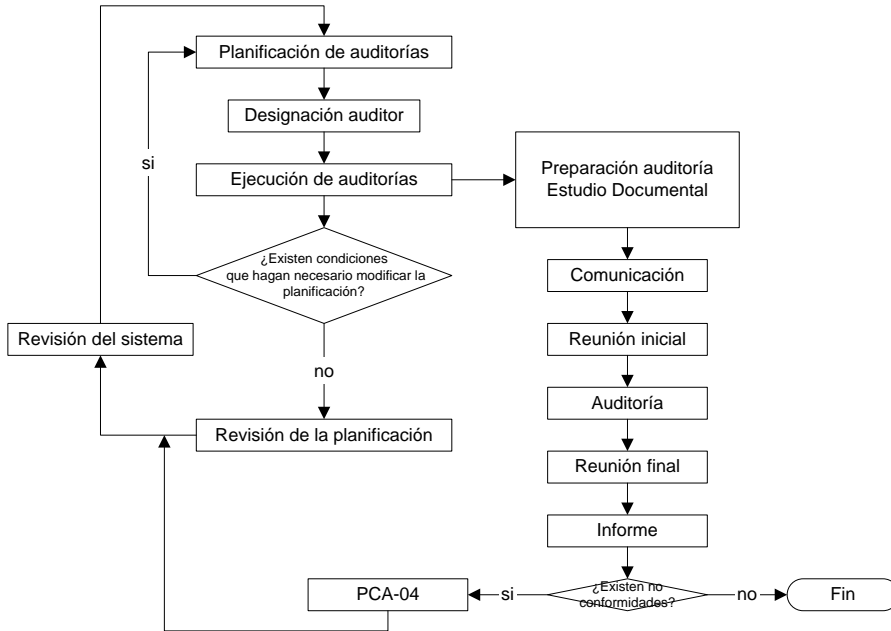 Planificación de auditorías
Designación auditor
si
Ejecución de auditorías
Preparación auditoría
Estudio Documental
¿Existen condiciones
que hagan necesario modificar la
planificación?
Comunicación
Revisión del sistema
Reunión inicial
no
Auditoría
Revisión de la planificación
Reunión final
Informe
PCA-04
si
¿Existen no
conformidades?
no
Fin